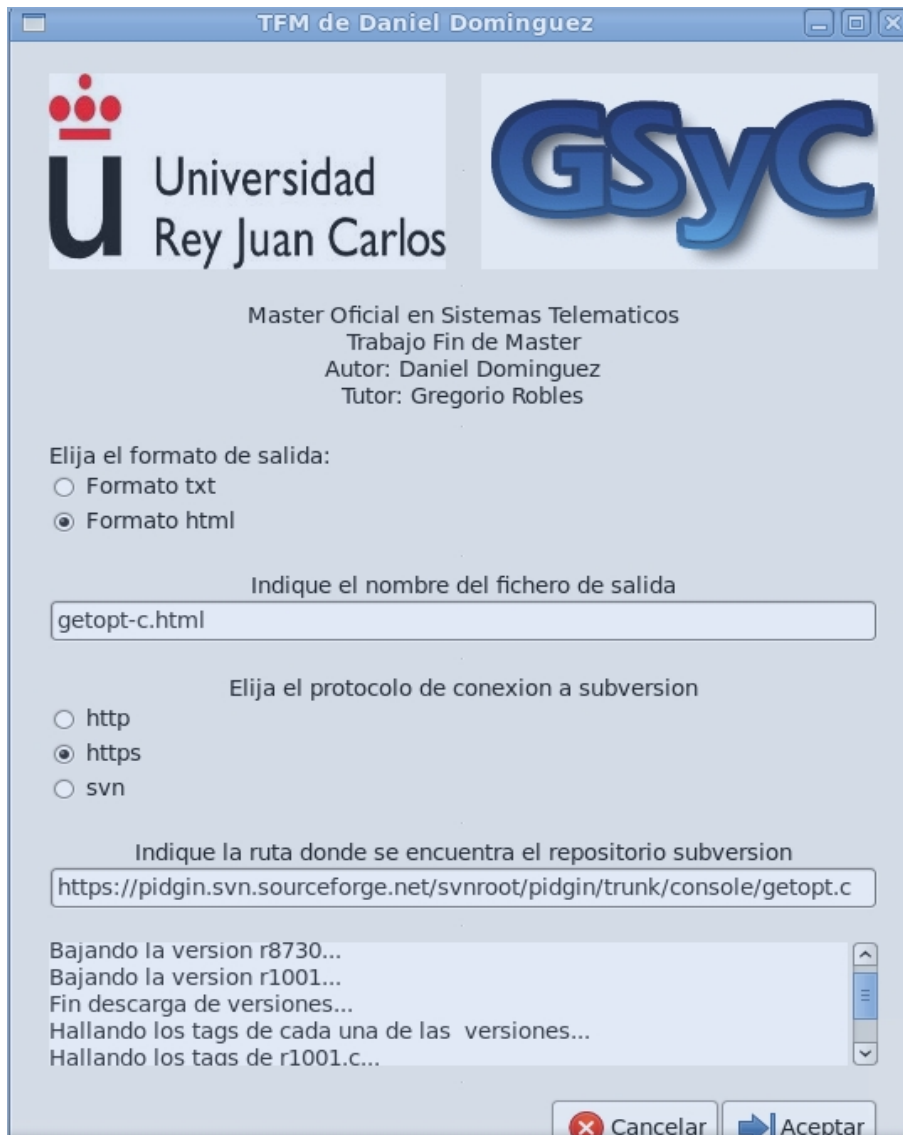 TFM de Daniel Dominguez
Universidad
Rey Juan Carlos
u
GSyC
Master Oficial en Sistemas Telematicos
Trabajo Fin de Master
Autor: Daniel Dominguez
Tutor: Gregorio Robles
Elija el formato de salida:
Formato txt
Formato html
Indique el nombre del fichero de salida
getopt-c.html
Elija el protocolo de conexion a subversion
http
https
svn
Indique la ruta donde se encuentra el repositorio subversion
https://pidgin.svn.sourceforge.net/svnroot/pidgin/trunk/console/getopt.c
Bajando la version r8730...
Bajando la version r1001...
Fin descarga de versiones...
Hallando los tags de cada una de las  versiones...
Hallando los tags de r1001.c...
Cancelar
Aceptar